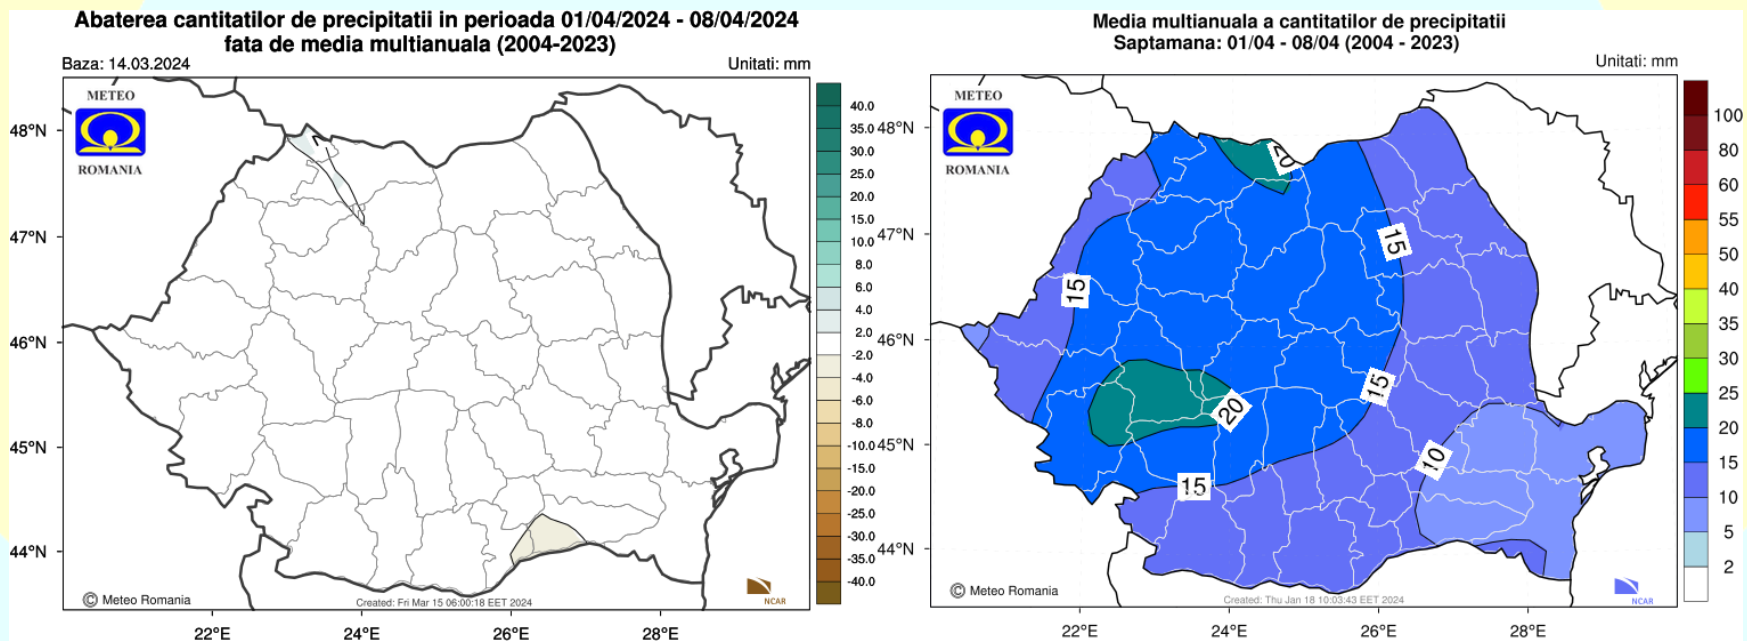 Abaterea cantitatilor de precipitatii in perioada 01/04/2024 - 08/04/2024
fata de media multianuala (2004-2023)
Baza: 14.03.2024
Unitati: mm
METEO
ROMANIA
48°N
47°N
46°N
45°N
44°N
22°E
24°E
26°E
28°E
40.0
35.0
30.0
25.0
20.0
15.0
10.0
8.0
6.0
4.0
2.0
-2.0
-4.0
-6.0
-8.0
-10.0
-15.0
-20.0
-25.0
-30.0
-35.0
-40.0
© Meteo Romania
Created: Fri Mar 15 06:00:18 EET 2024
NCAR
Media multianuala a cantitatilor de precipitatii
Saptamana: 01/04 - 08/04 (2004 - 2023)
Unitati: mm
METEO
ROMANIA
48°N
47°N
46°N
45°N
44°N
20
15
15
15
20
10
15
22°E
24°E
26°E
28°E
100
80
60
55
50
40
35
30
25
20
15
10
5
2
© Meteo Romania
Created: Thu Jan 18 10:03:43 EET 2024
NCAR